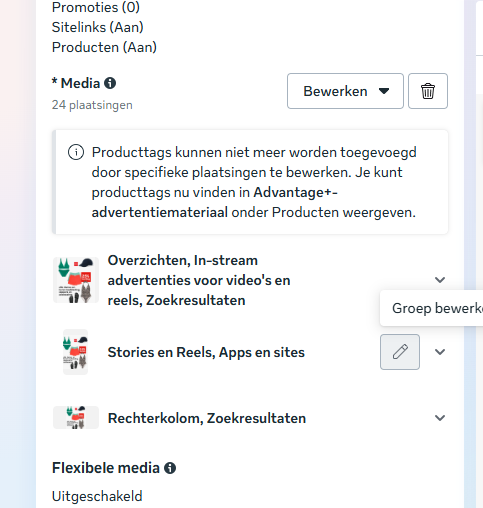 Promoties (0)
Sitelinks (Aan)
Producten (Aan)
* Media
24 plaatsingen
Bewerken
Producttags kunnen niet meer worden toegevoegd
door specifieke plaatsingen te bewerken. Je kunt
producttags nu vinden in Advantage+-
advertentiemateriaal onder Producten weergeven.
Overzichten, In-stream
advertenties voor video's en
reels, Zoekresultaten
Groep bewerk
Stories en Reels, Apps en sites
Rechterkolom, Zoekresultaten
Flexibele media
Uitgeschakeld